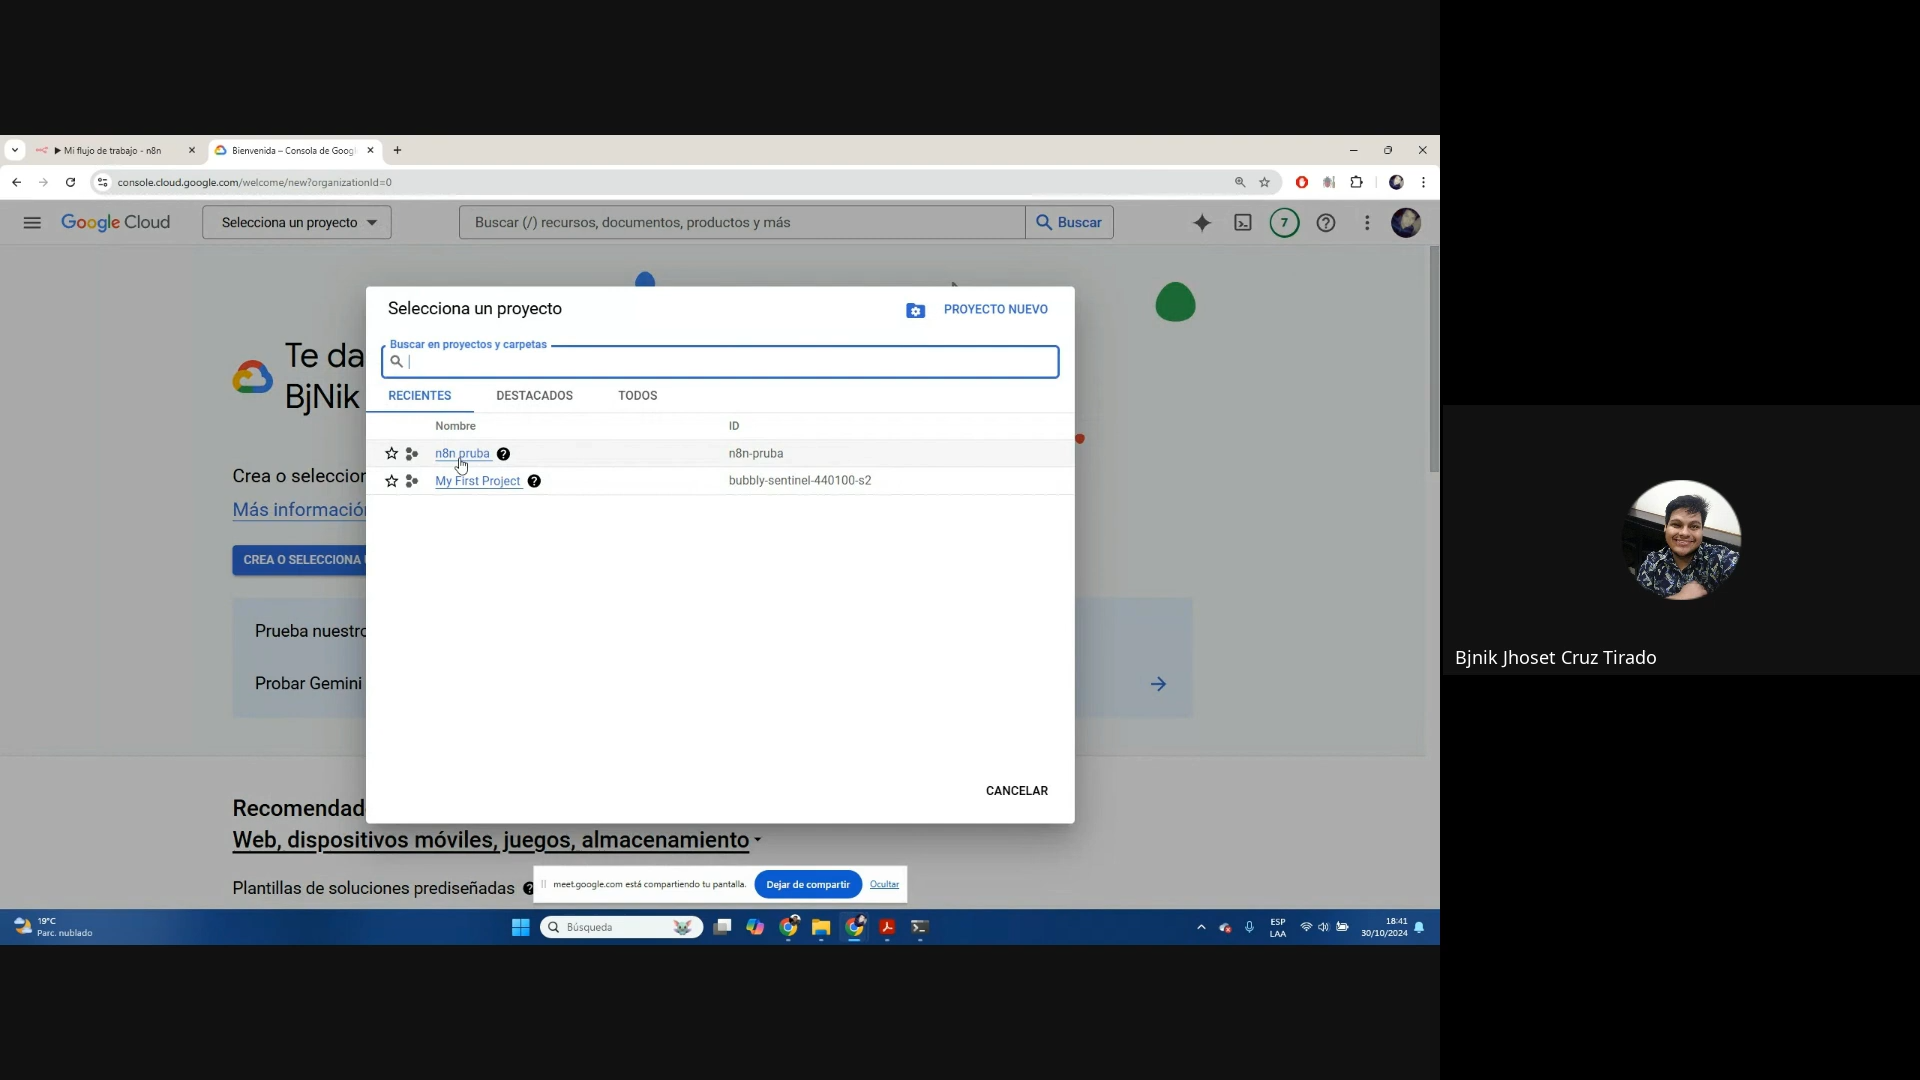 Mi flujo de trabajo - n8n
Bienvenida – Consola de Goog
console.cloud.google.com/welcome/new?organizationId=0
Google Cloud
Selecciona un proyecto
Buscar (/) recursos, documentos, productos y más
Buscar
7
Te da
BjNik
Crea o seleccior
Más informació
CREA O SELECCIONA
Prueba nuestro
Probar Gemini
Selecciona un proyecto
PROYECTO NUEVO
Buscar en proyectos y carpetas
RECIENTES
DESTACADOS
TODOS
Nombre
ID
n8n pruba
n8n-pruba
My First Project
bubbly-sentinel-440100-s2
CANCELAR
Recomendad
Web, dispositivos móviles, juegos, almacenamiento
Plantillas de soluciones prediseñadas
meet.google.com está compartiendo tu pantalla.
Dejar de compartir
Ocultar
19°C
Parc. nublado
Búsqueda
ESP
LAA
18:41
30/10/2024
Bjnik Jhoset Cruz Tirado